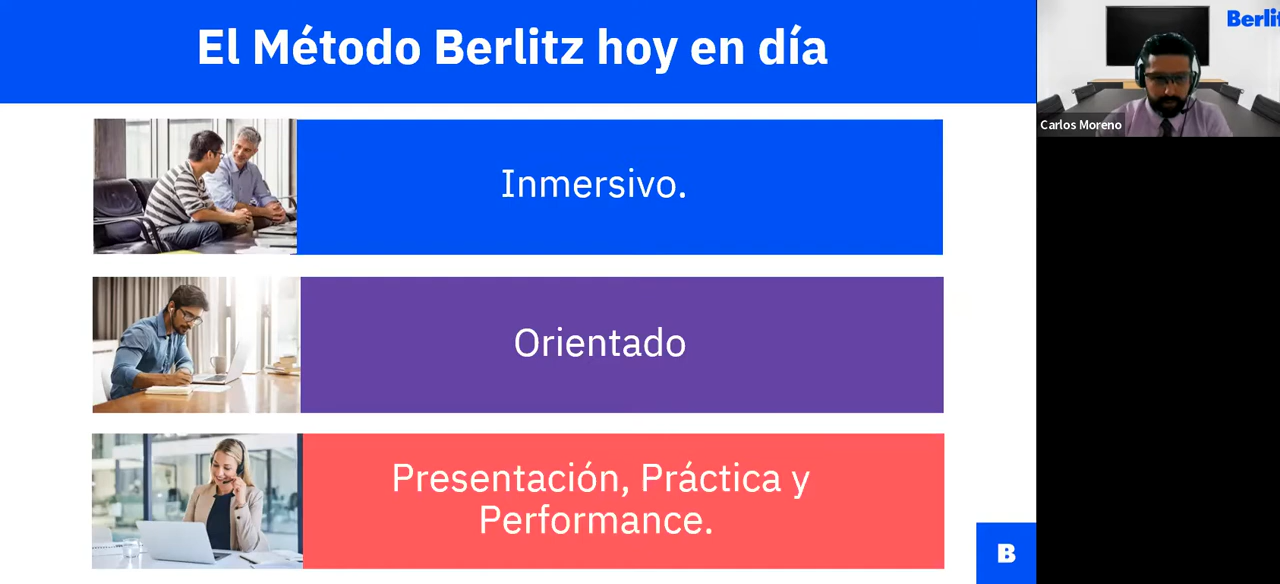 El Método Berlitz hoy en día
Inmersivo.
Orientado
Presentación, Práctica y
Performance.
B
Berlit
Carlos Moreno